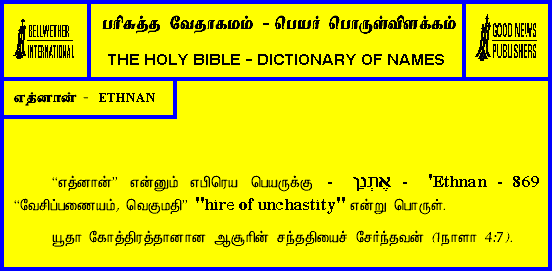 BELLWETHER
INTERNATIONAL
பரிசுத்த வேதாகமம் - பெயர் பொருள்விளக்கம்
THE HOLY BIBLE - DICTIONARY OF NAMES
GOOD NEWS
PUBLISHERS
எத்னான் - ETHNAN
“எத்னான்” என்னும் எபிரெய பெயருக்கு - אֶתְנַן - 'Ethnan - 869
“வேசிப்பணையம், வெகுமதி” "hire of unchastity" என்று பொருள்.
யூதா கோத்திரத்தானான ஆசூரின் சந்ததியைச் சேர்ந்தவன் (1நாளா 4:7).